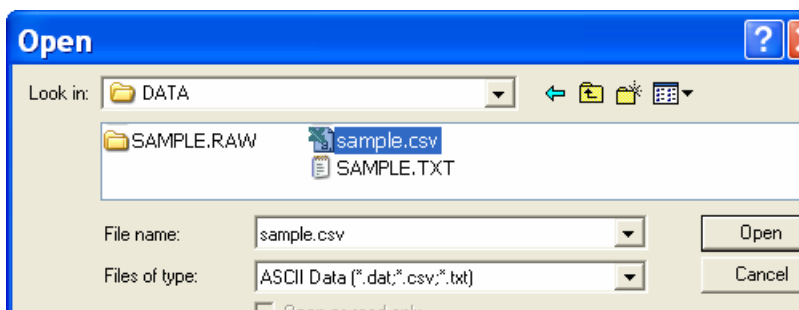 Open
Look in: DATA
SAMPLE.RAW sample.csv
SAMPLE.TXT
File name: sample.csv Open
Files of type: ASCII Data (*.dat;*.csv;*.txt) Cancel